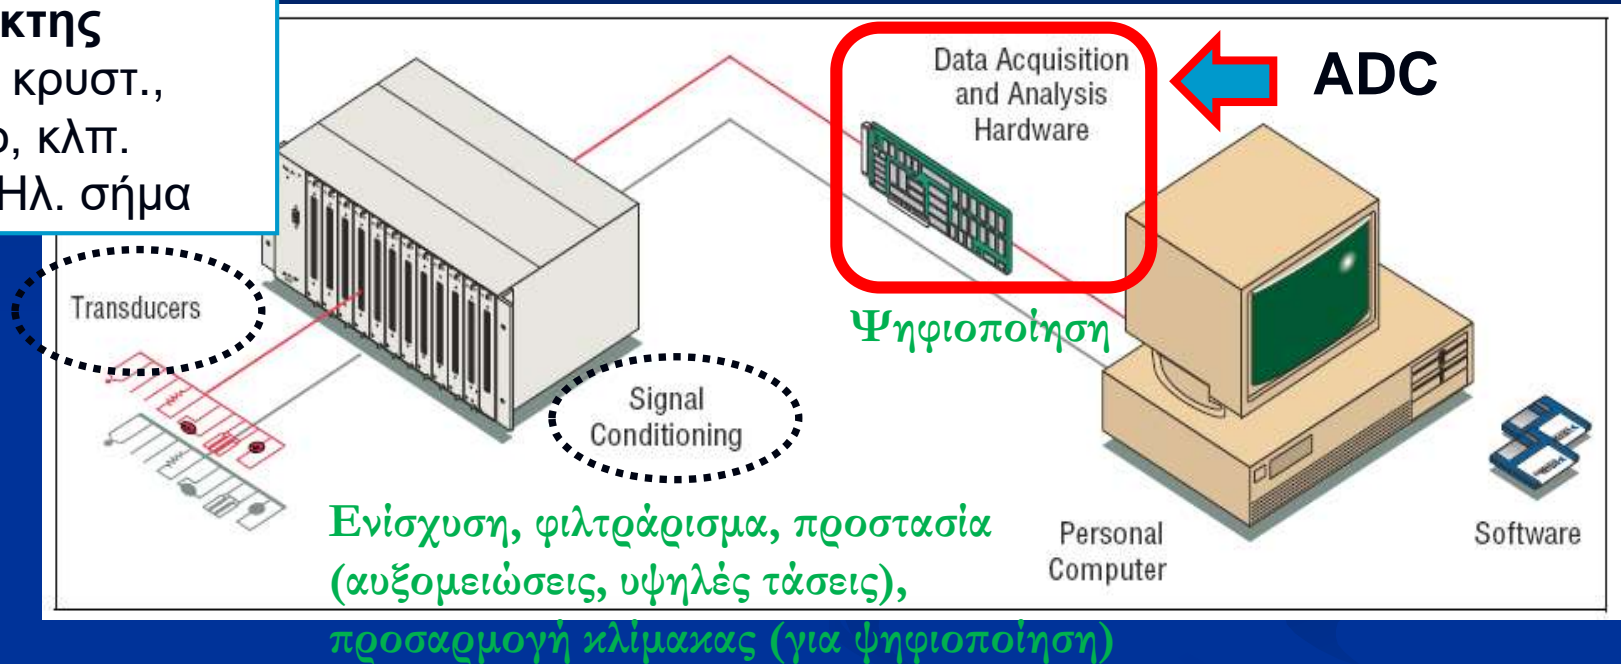 κτης
κρυστ.,
ο, κλπ.
Ηλ. σήμα
Data Acquisition
and Analysis
Hardware
ADC
Transducers
Ψηφιοποίηση
Signal
Conditioning
Ενίσχυση, φιλτράρισμα, προστασία
(αυξομειώσεις, υψηλές τάσεις),
προσαρμογή κλίμακας (για ψηφιοποίηση)
Personal
Computer
Software